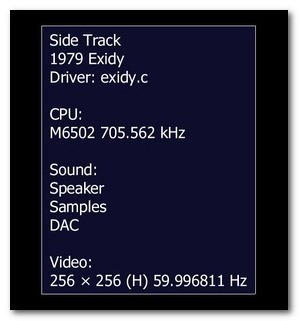 Side Track
1979 Exidy
Driver: exidy.c
CPU:
M6502 705.562 kHz
Sound:
Speaker
Samples
DAC
Video:
256 × 256 (H) 59.996811 Hz